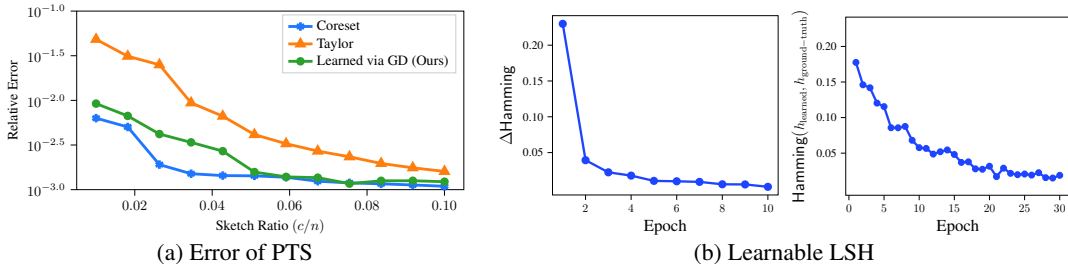 10^−1.0
10^−1.5
10^−2.0
10^−2.5
10^−3.0
Relative Error
Coreset
Taylor
Learned via GD (Ours)
0.02
0.04
0.06
0.08
0.10
Sketch Ratio (c/n)
(a) Error of PTS
0.20
0.15
0.10
0.05
ΔHamming
2
4
6
8
10
Epoch
0.20
0.15
0.10
0.05
Hamming(h_learned, h_ground−truth)
0
5
10
15
20
25
30
Epoch
(b) Learnable LSH